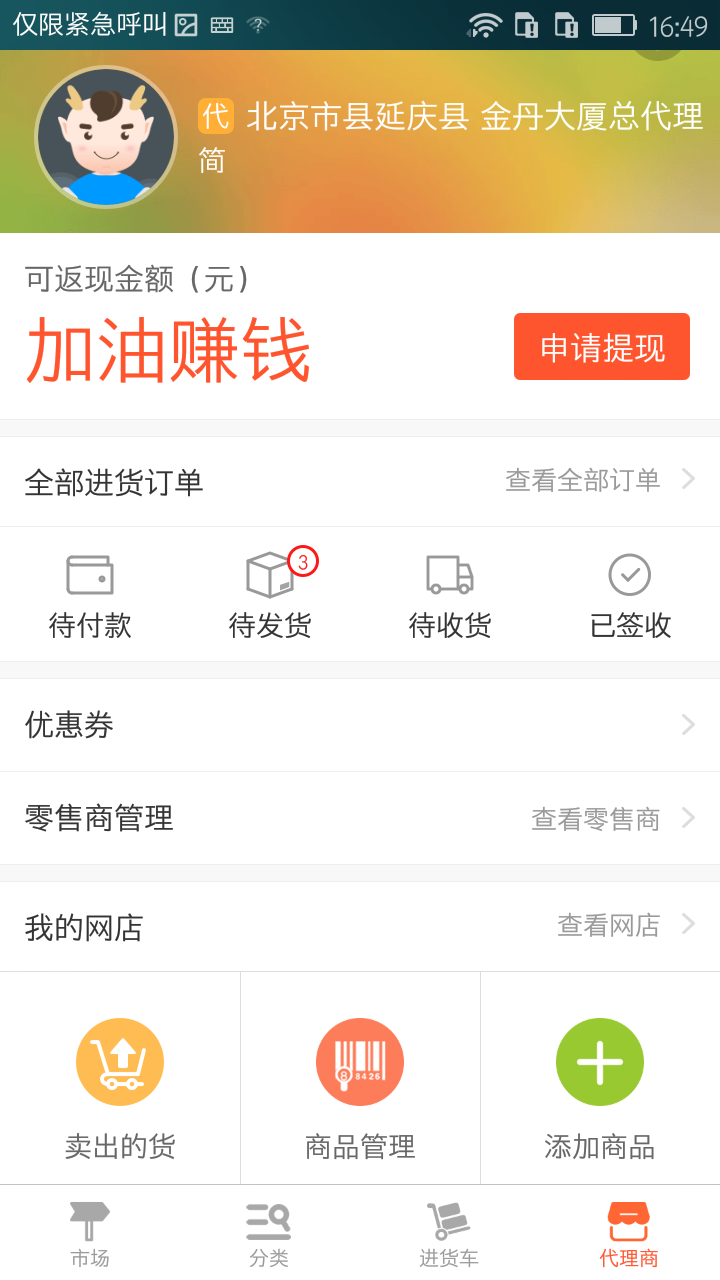 仅限紧急呼叫 16:49
代 北京市县延庆县 金丹大厦总代理
简
可返现金额（元）
加油赚钱
申请提现
全部进货订单 查看全部订单
3
待付款 待发货 待收货 已签收
优惠券
零售商管理 查看零售商
我的网店 查看网店
8 8426
卖出的货 商品管理 添加商品
市场 分类 进货车 代理商